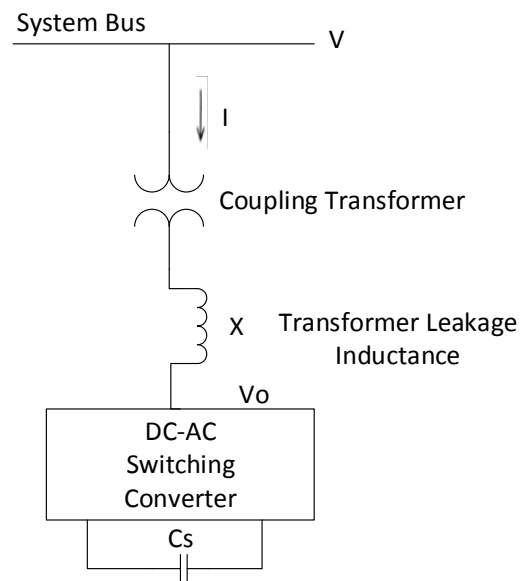 System Bus
V
I
Coupling Transformer
X
Transformer Leakage
Inductance
Vo
DC-AC
Switching
Converter
Cs